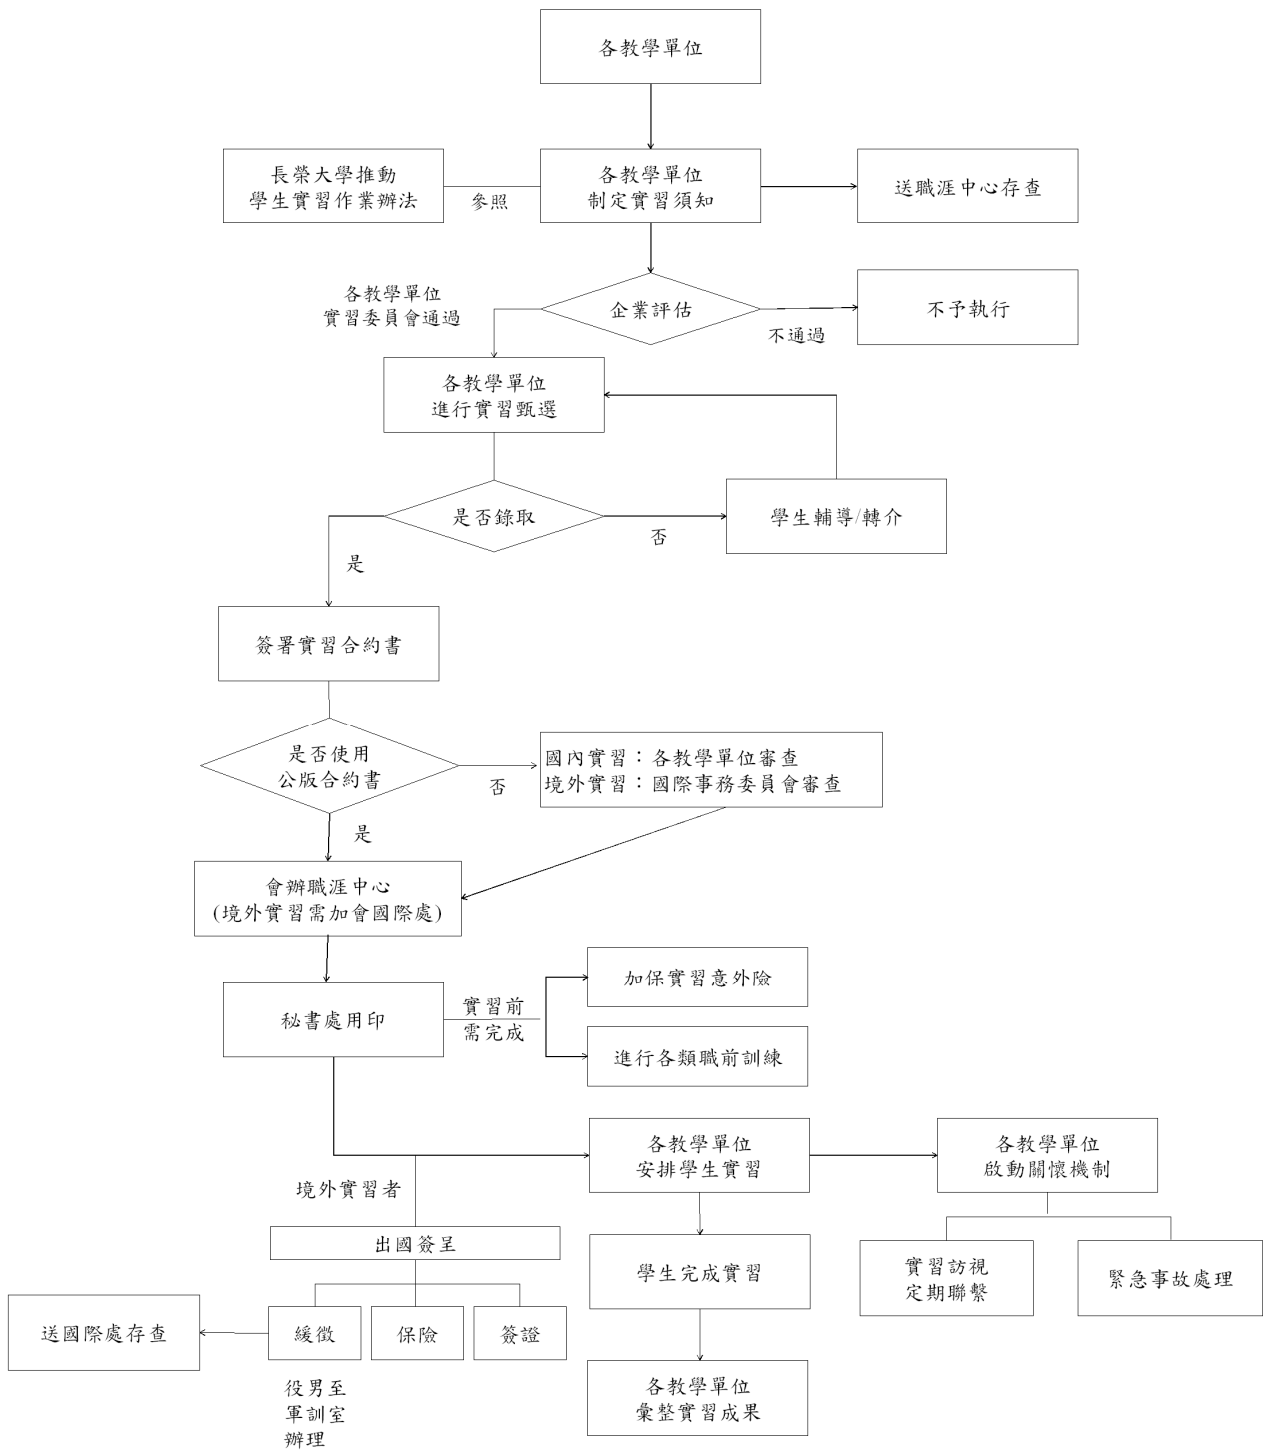 各教學單位
長榮大學推動
學生實習作業辦法
參照
各教學單位
制定實習須知
送職涯中心存查
各教學單位
實習委員會通過
企業評估
不通過
不予執行
各教學單位
進行實習甄選
是否錄取
否
學生輔導/轉介
是
簽署實習合約書
是否使用
公版合約書
否
國內實習：各教學單位審查
境外實習：國際事務委員會審查
是
會辦職涯中心
(境外實習需加會國際處)
秘書處用印
實習前
需完成
加保實習意外險
進行各類職前訓練
各教學單位
安排學生實習
各教學單位
啟動關懷機制
境外實習者
出國簽呈
學生完成實習
實習訪視
定期聯繫
緊急事故處理
送國際處存查
緩徵
保險
簽證
役男至
軍訓室
辦理
各教學單位
彙整實習成果